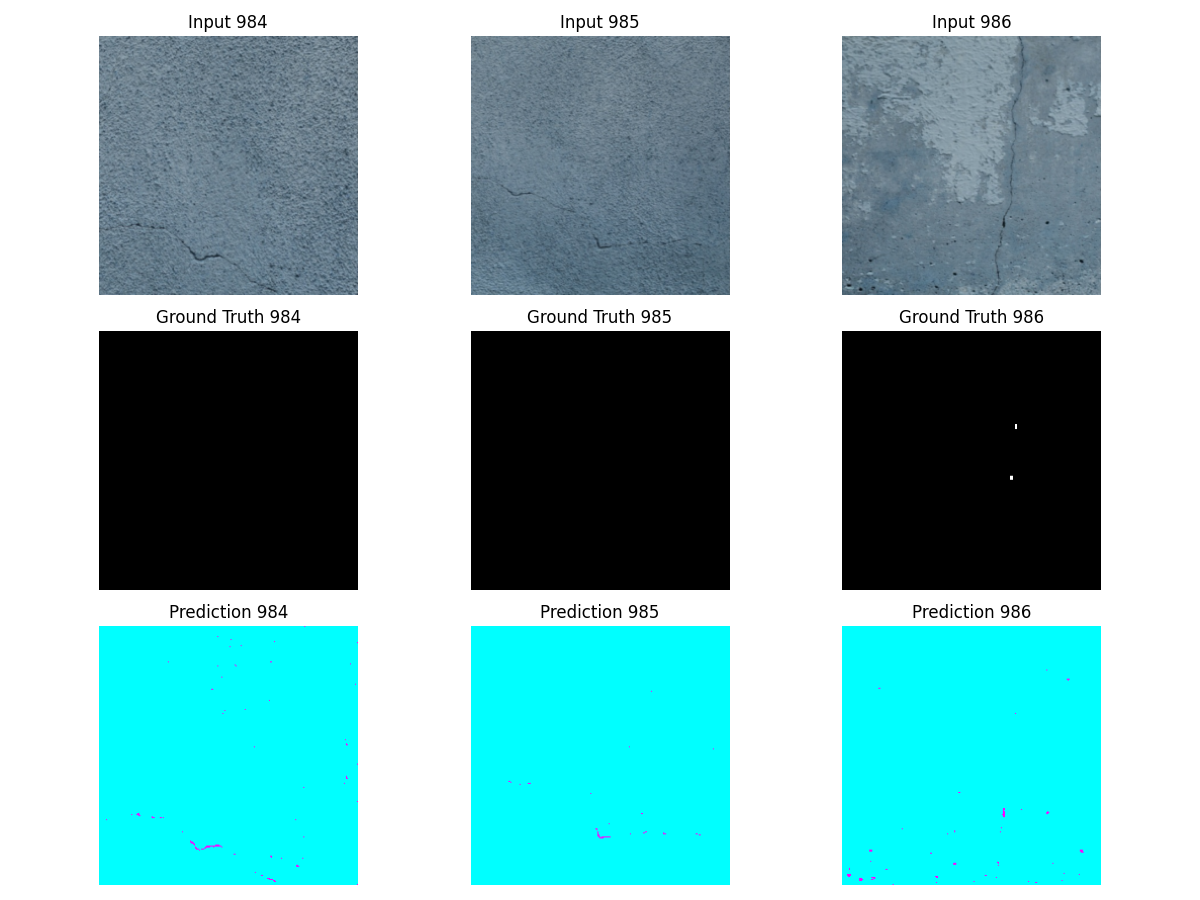 Input 984
Input 985
Input 986
Ground Truth 984
Ground Truth 985
Ground Truth 986
Prediction 984
Prediction 985
Prediction 986